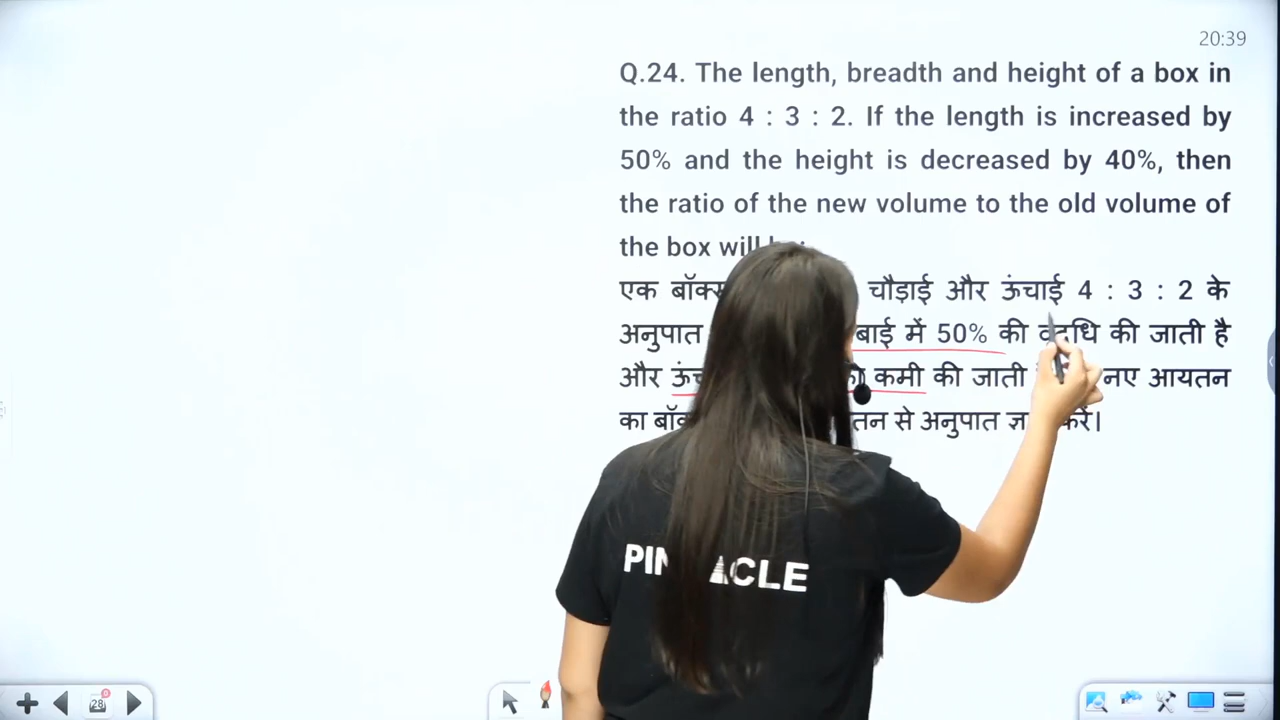 20:39
Q.24. The length, breadth and height of a box in
the ratio 4 : 3 : 2. If the length is increased by
50% and the height is decreased by 40%, then
the ratio of the new volume to the old volume of
the box will
एक चौड़ाई और ऊंचाई 4 : 3 : 2 के
अनुपात में 50% की की जाती है
और कमी की जाती नए आयतन
का से अनुपात
PINNACLE
28